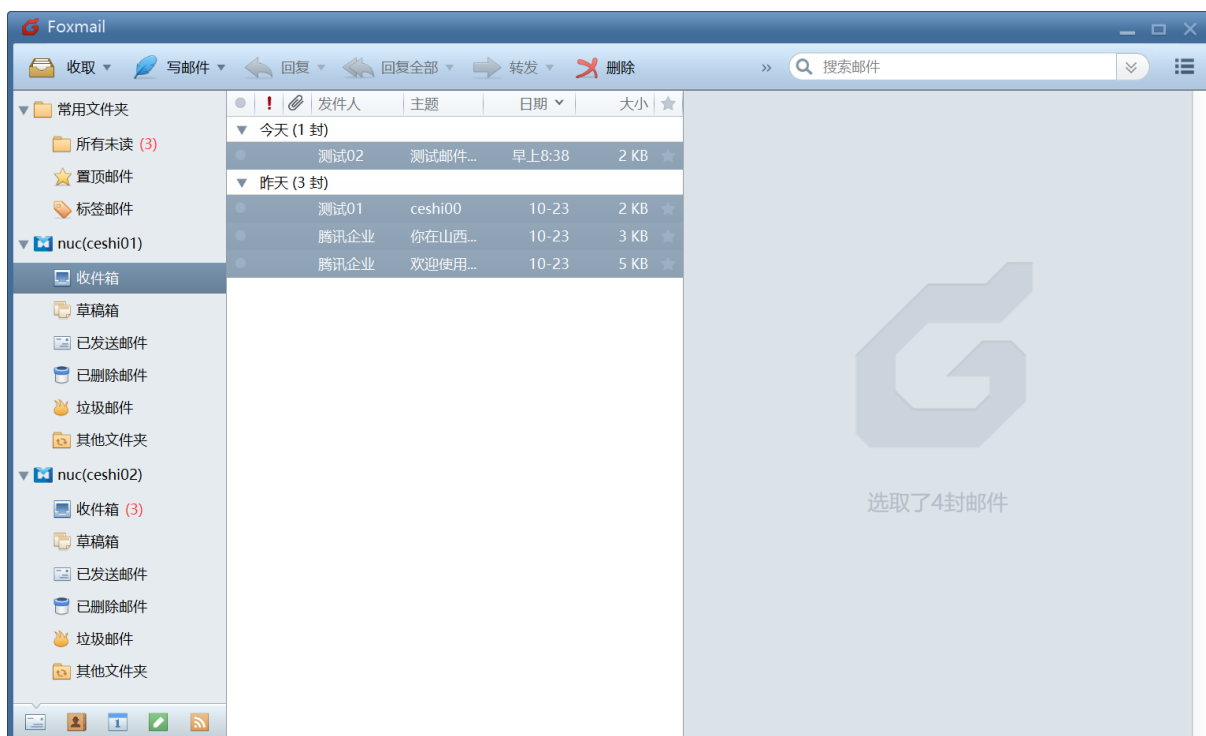 Foxmail
收取 写邮件 回复 回复全部 转发 删除 » 搜索邮件
常用文件夹
所有未读 (3)
置顶邮件
标签邮件
nuc(ceshi01)
收件箱
草稿箱
已发送邮件
已删除邮件
垃圾邮件
其他文件夹
nuc(ceshi02)
收件箱 (3)
草稿箱
已发送邮件
已删除邮件
垃圾邮件
其他文件夹
1
! 发件人 主题 日期 大小
今天 (1 封)
测试02 测试邮件... 早上8:38 2 KB
昨天 (3 封)
测试01 ceshi00 10-23 2 KB
腾讯企业 你在山西... 10-23 3 KB
腾讯企业 欢迎使用... 10-23 5 KB
选取了4封邮件